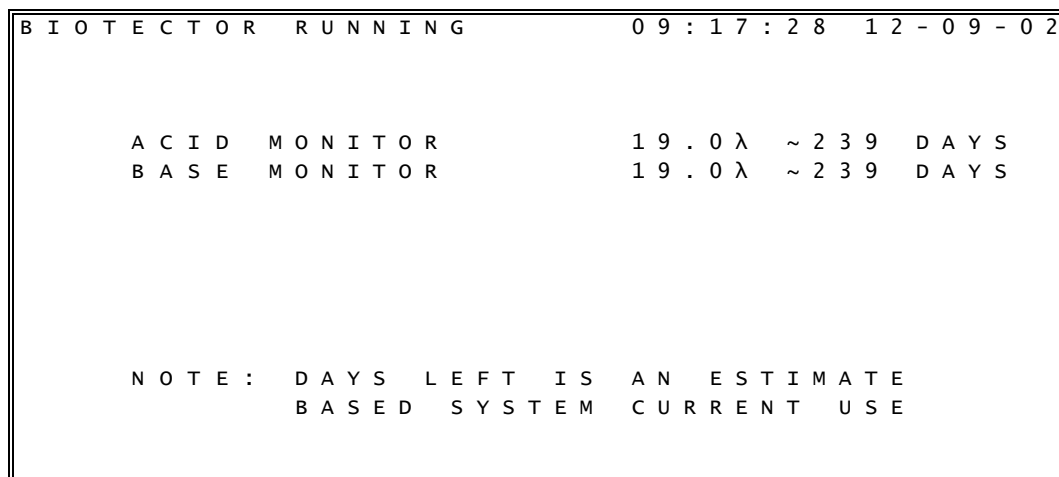 BIOTECTOR RUNNING 09:17:28 12-09-02
ACID MONITOR 19.0λ ~239 DAYS
BASE MONITOR 19.0λ ~239 DAYS
NOTE: DAYS LEFT IS AN ESTIMATE
BASED SYSTEM CURRENT USE